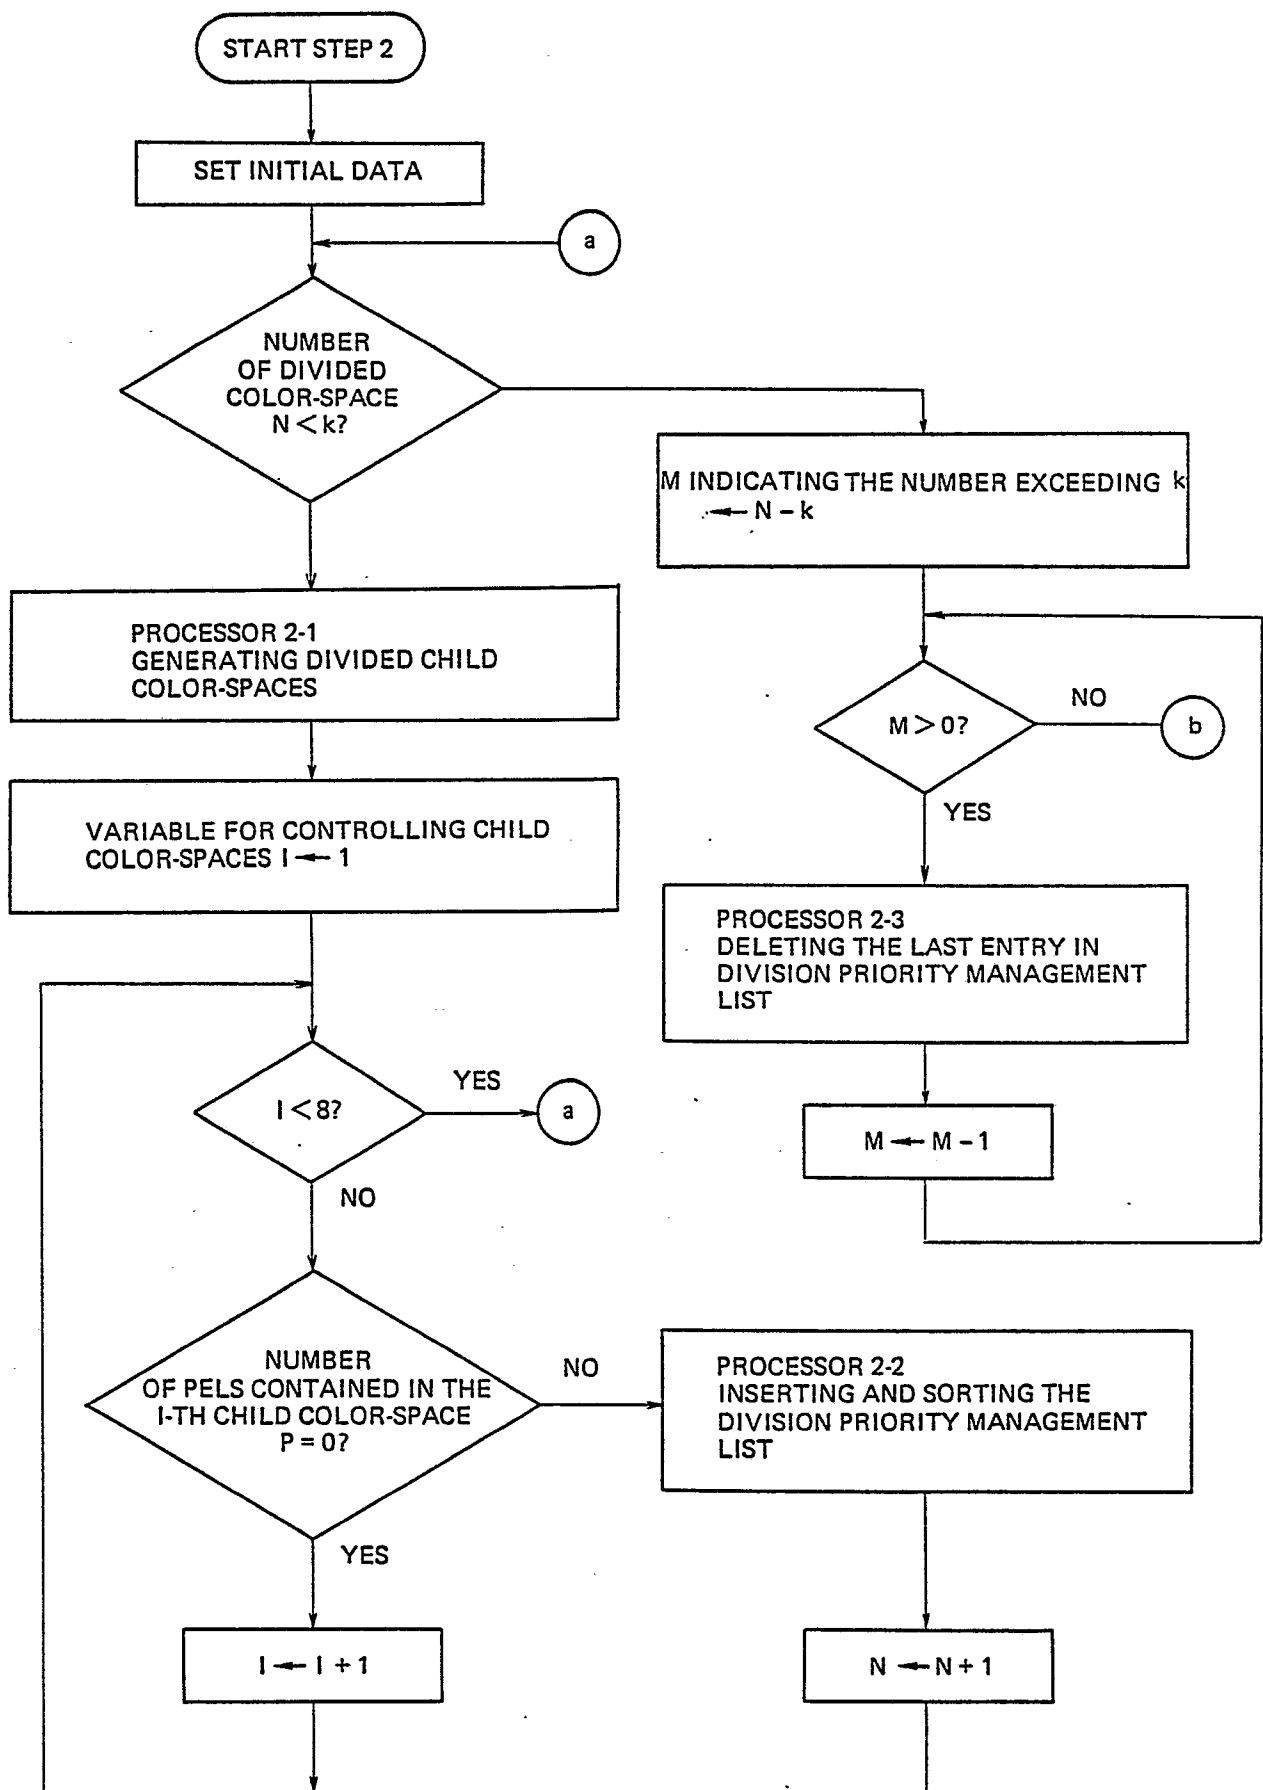 START STEP 2
SET INITIAL DATA
a
NUMBER
OF DIVIDED
COLOR-SPACE
N < k?
M INDICATING THE NUMBER EXCEEDING k
← N – k
PROCESSOR 2-1
GENERATING DIVIDED CHILD
COLOR-SPACES
M > 0?
NO
b
YES
VARIABLE FOR CONTROLLING CHILD
COLOR-SPACES I ← 1
PROCESSOR 2-3
DELETING THE LAST ENTRY IN
DIVISION PRIORITY MANAGEMENT
LIST
I < 8?
YES
a
NO
M ← M – 1
NUMBER
OF PELS CONTAINED IN THE
I-TH CHILD COLOR-SPACE
P = 0?
NO
YES
PROCESSOR 2-2
INSERTING AND SORTING THE
DIVISION PRIORITY MANAGEMENT
LIST
I ← I + 1
N ← N + 1